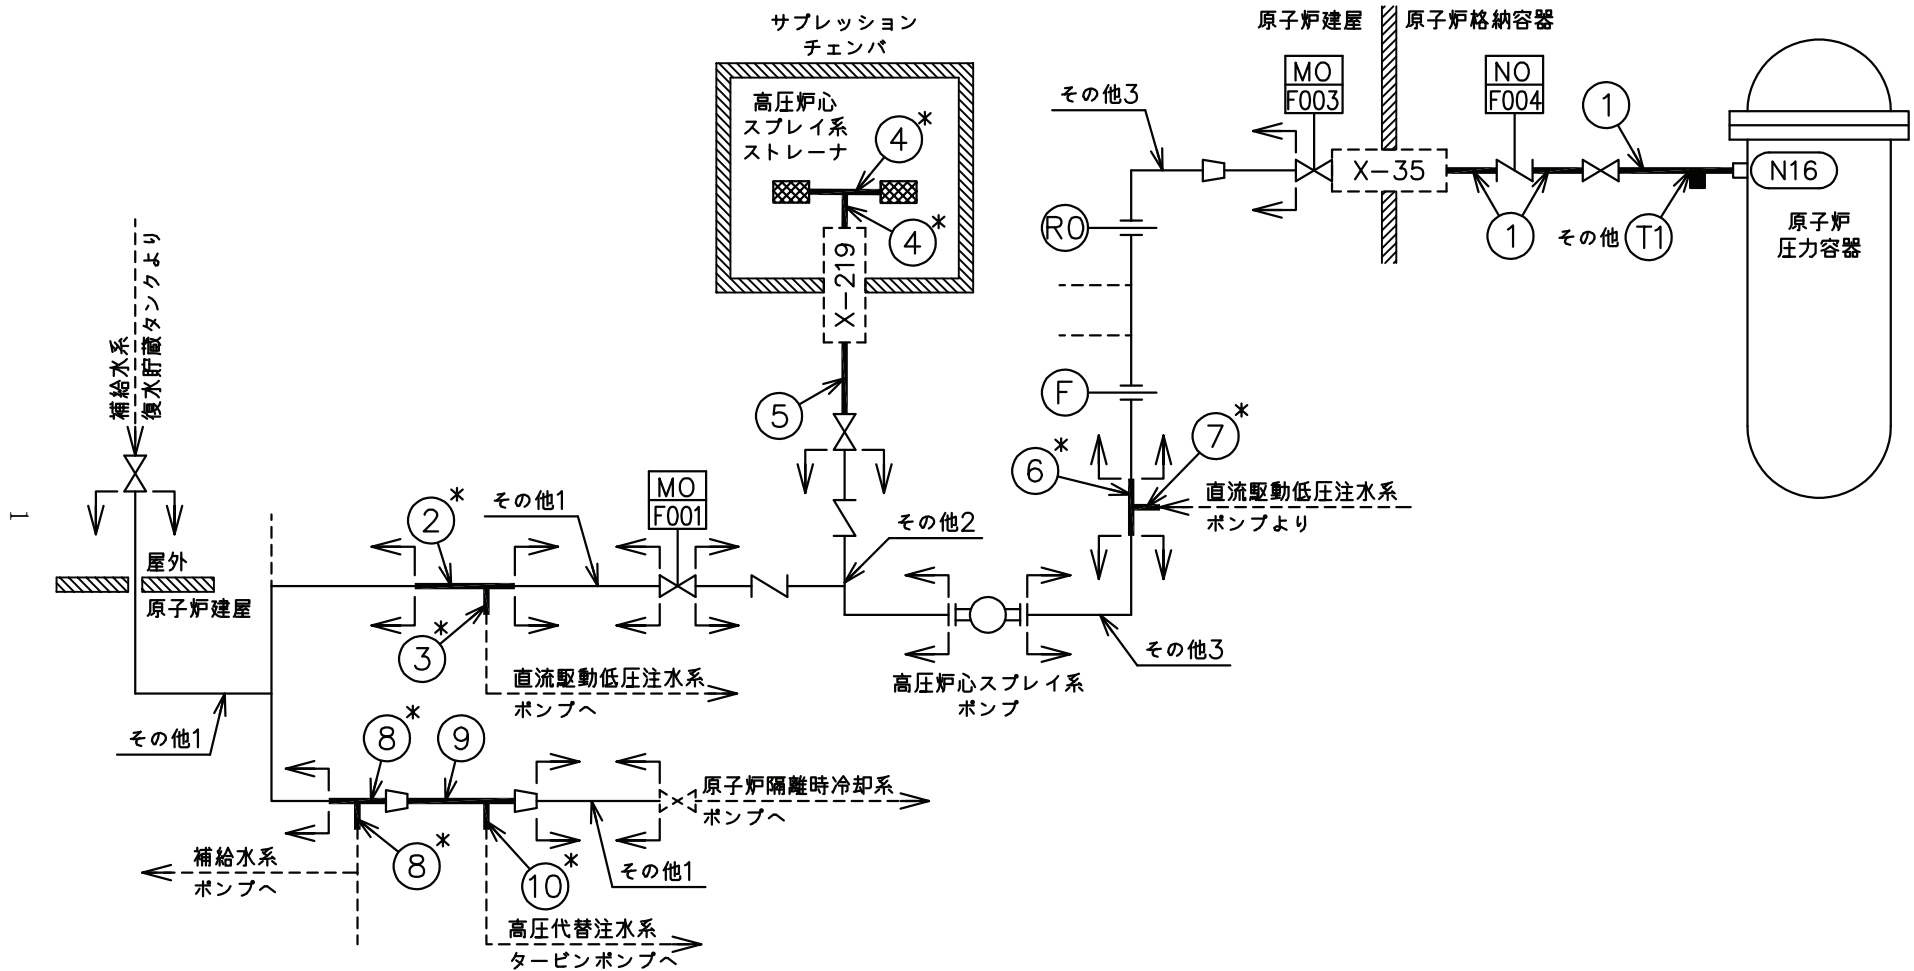 サプレッション
チェンバ
高圧炉心
スプレイ系
ストレーナ
4*
4*
X-219
5
原子炉建屋
原子炉格納容器
その他3
MO
F003
X-35
NO
F004
1
1
その他 T1
N16
原子炉
圧力容器
RO
F
6*
7*
直流駆動低圧注水系
ポンプより
補給水系
復水貯蔵タンクより
屋外
原子炉建屋
2*
その他1
MO
F001
その他2
3*
直流駆動低圧注水系
ポンプへ
高圧炉心スプレイ系
ポンプ
その他3
その他1
8*
9
原子炉隔離時冷却系
ポンプへ
8*
10*
その他1
補給水系
ポンプへ
高圧代替注水系
タービンポンプへ
1